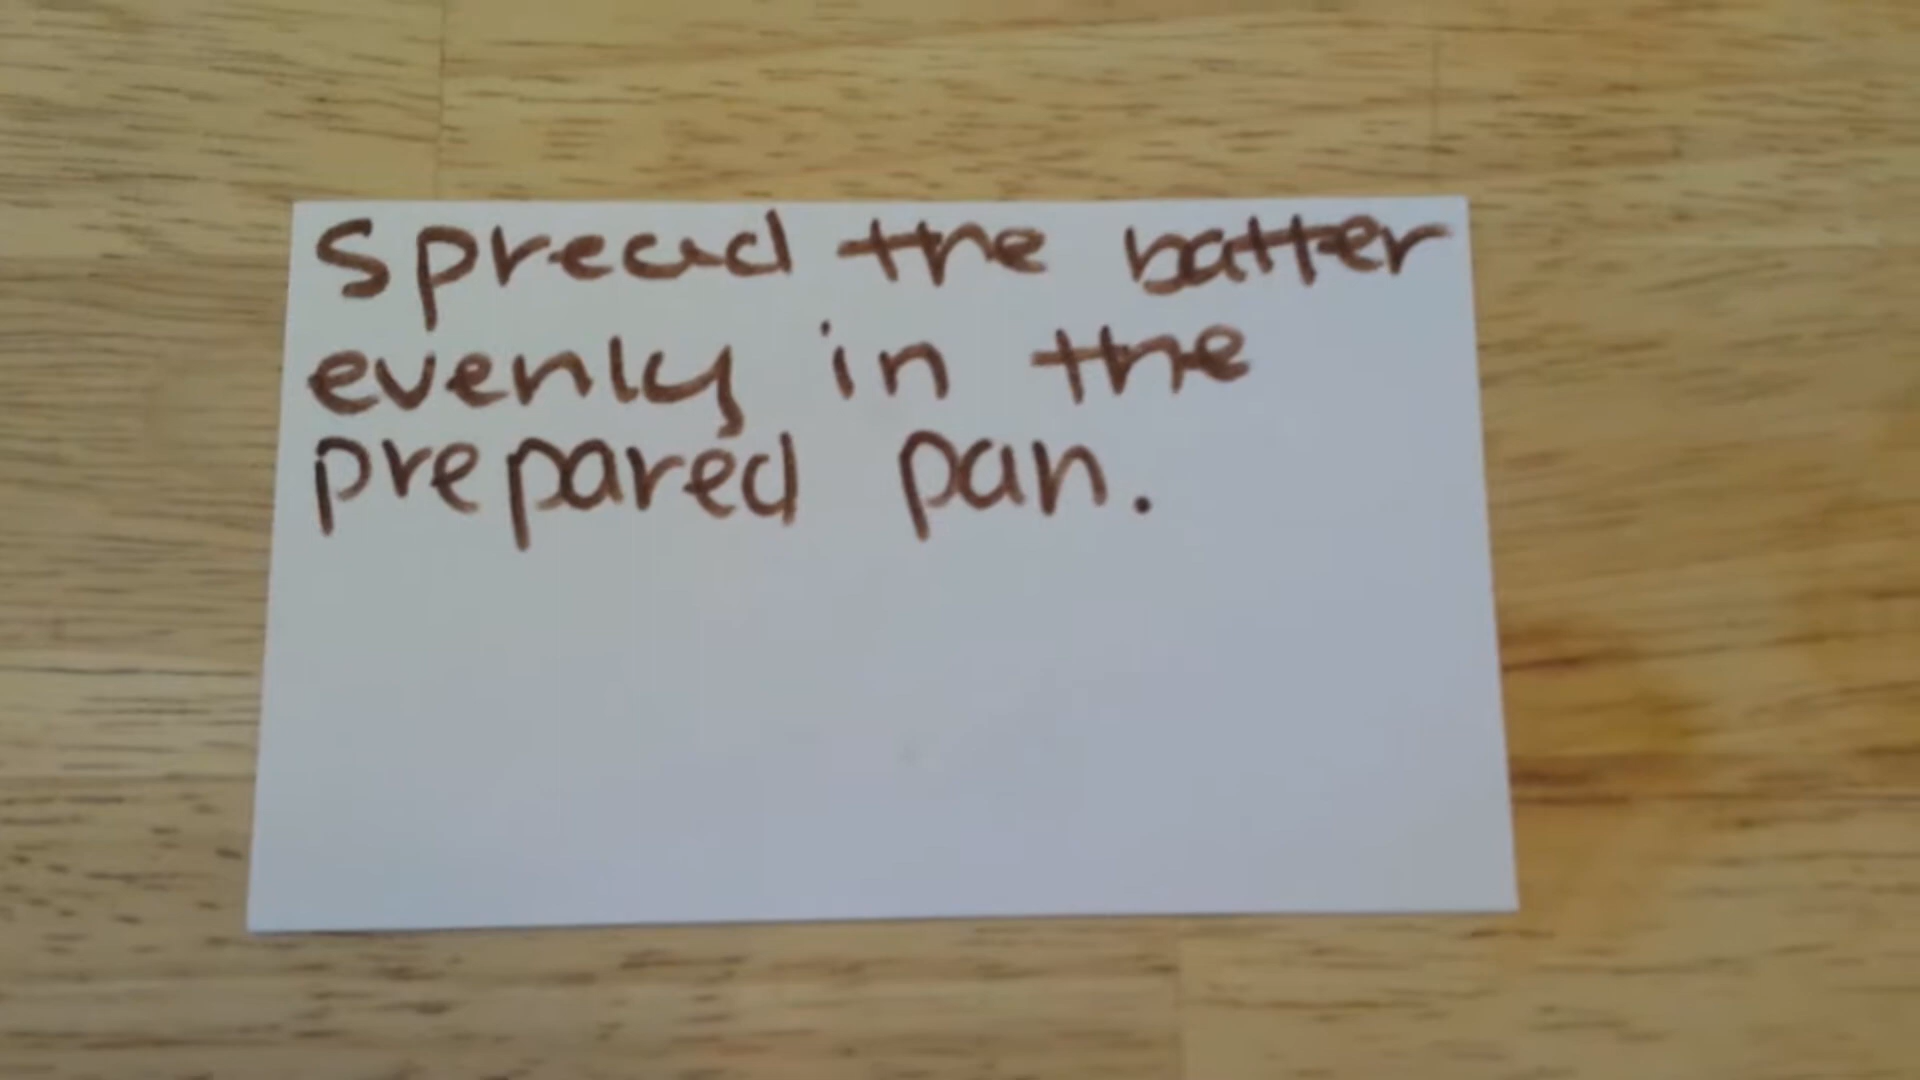 Spread the batter
evenly in the
prepared pan.